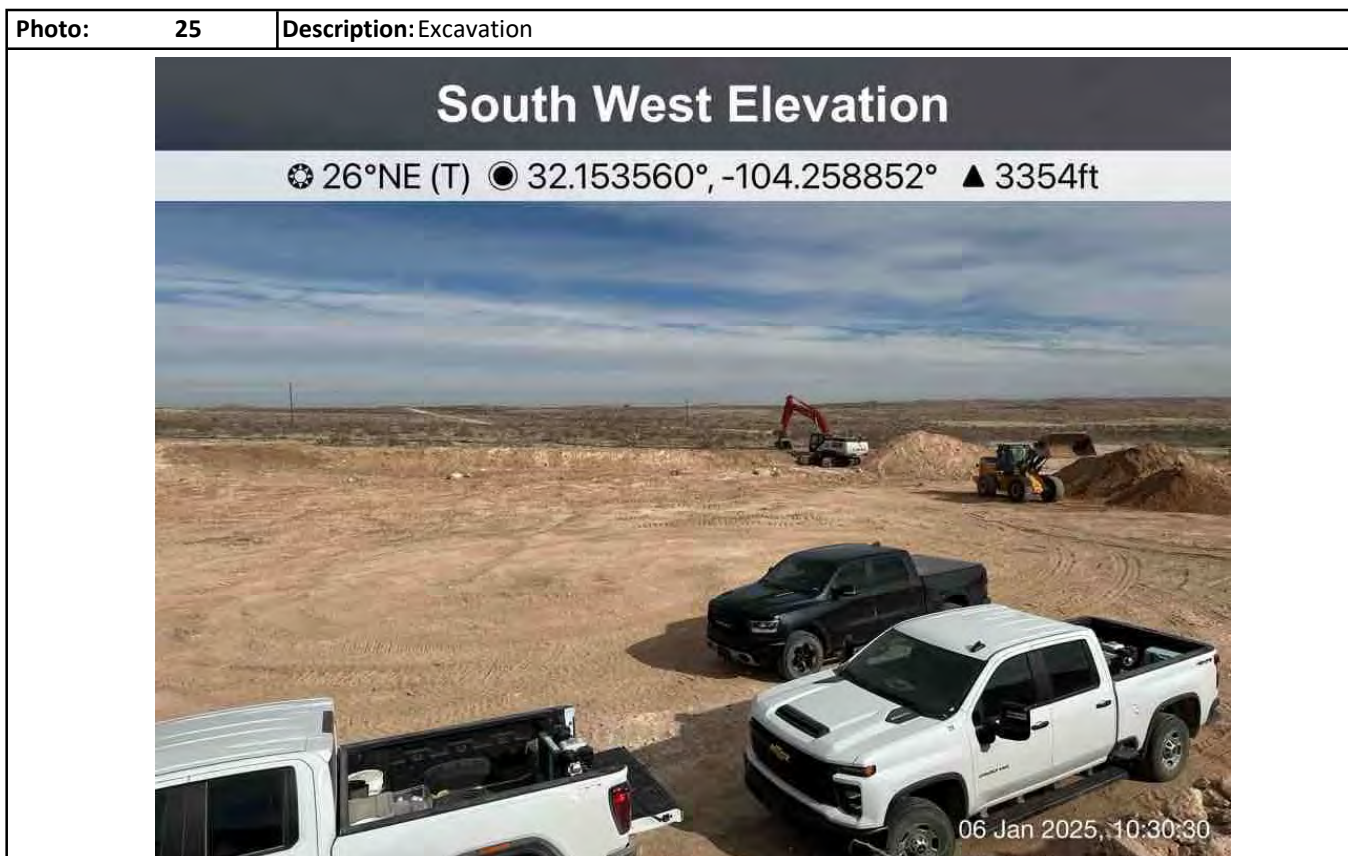 Photo: 25 Description: Excavation
South West Elevation
26°NE (T) 32.153560°, -104.258852° ▲ 3354ft
06 Jan 2025, 10:30:30